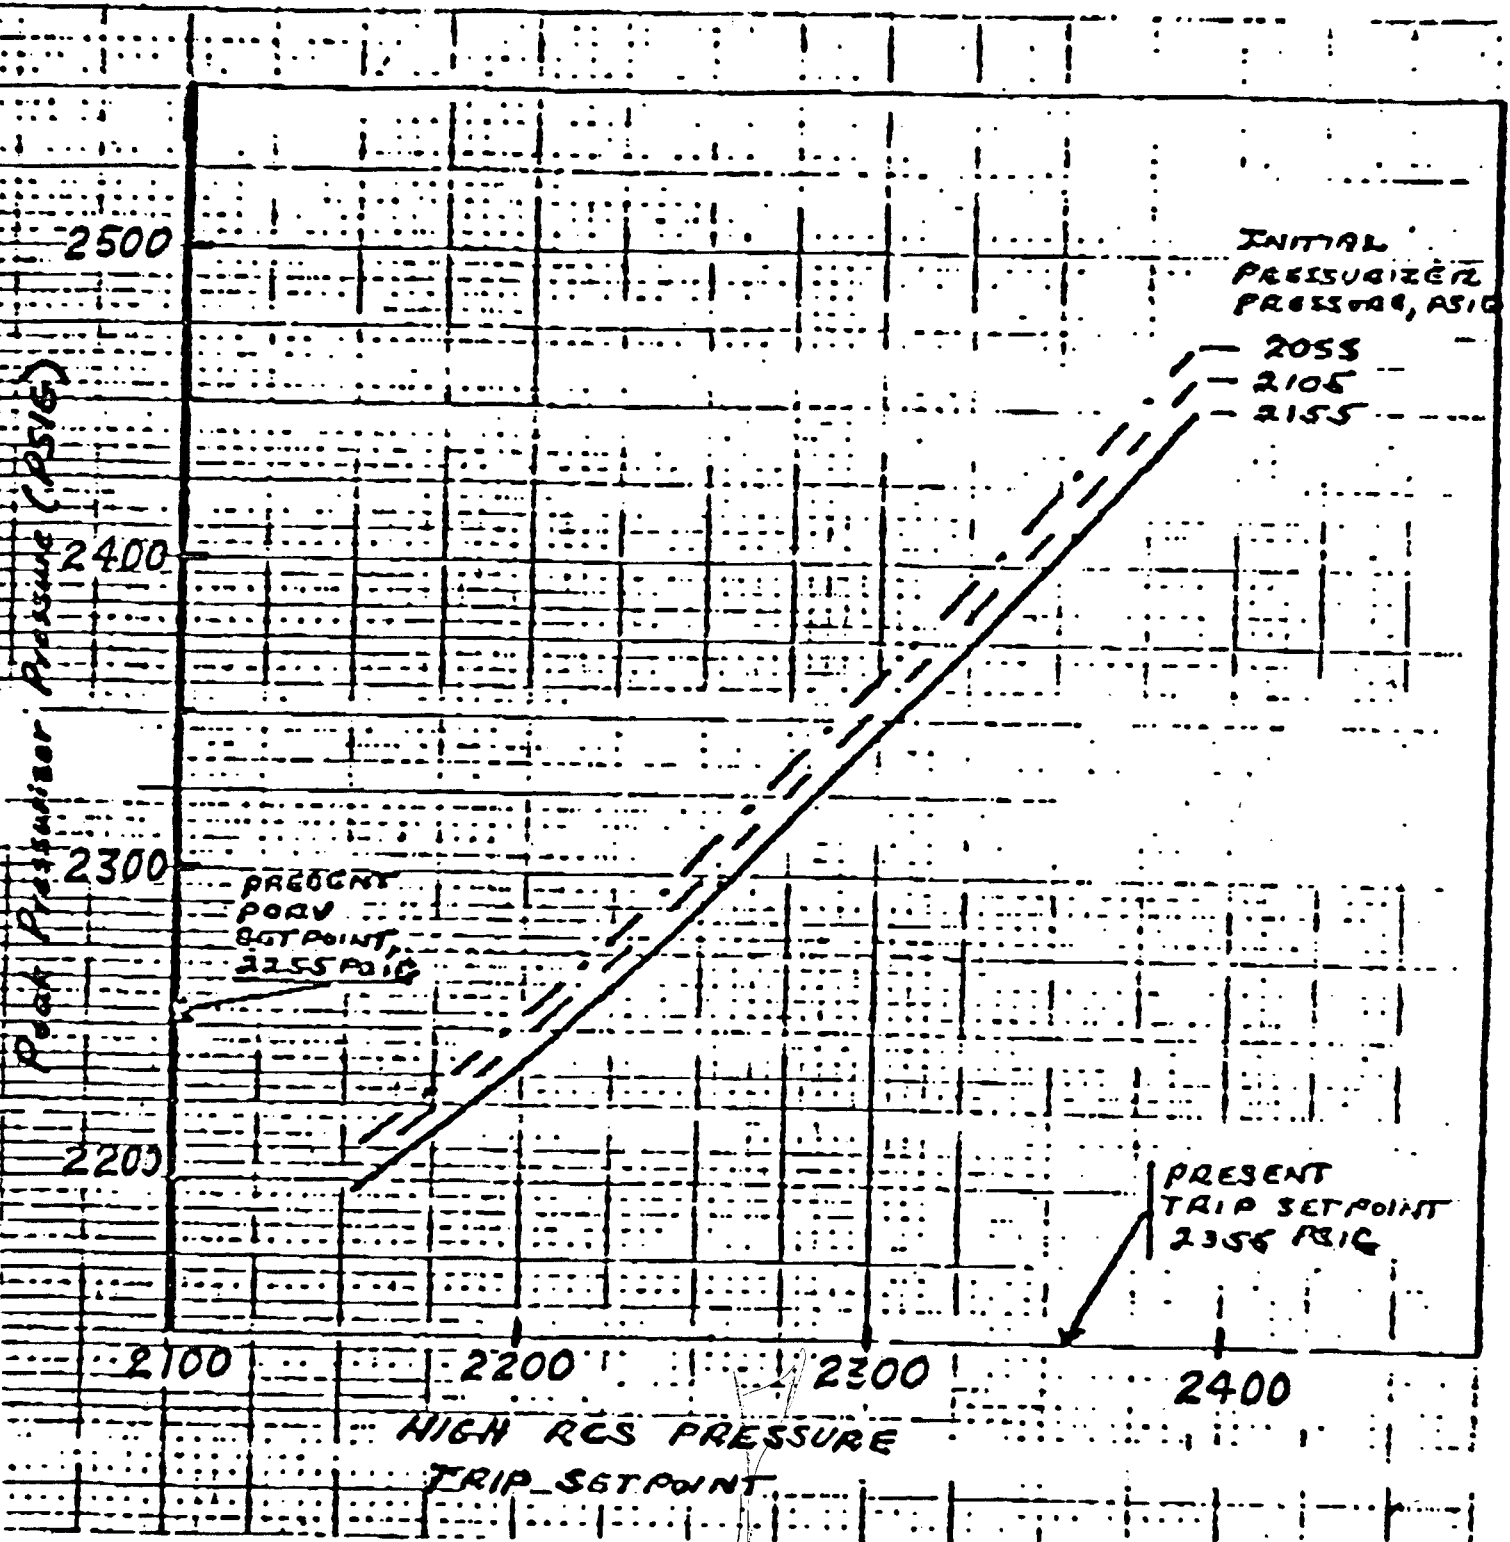 2500
INITIAL
PRESSURIZER
PRESSURE, PSIG
2055
2105
2155
Peak Pressurizer Pressure (PSIG)
2400
2300
PRESENT
PORV
SETPOINT,
2255 PSIG
2200
PRESENT
TRIP SETPOINT
2355 PSIG
2100
2200
2300
2400
HIGH RCS PRESSURE
TRIP SETPOINT